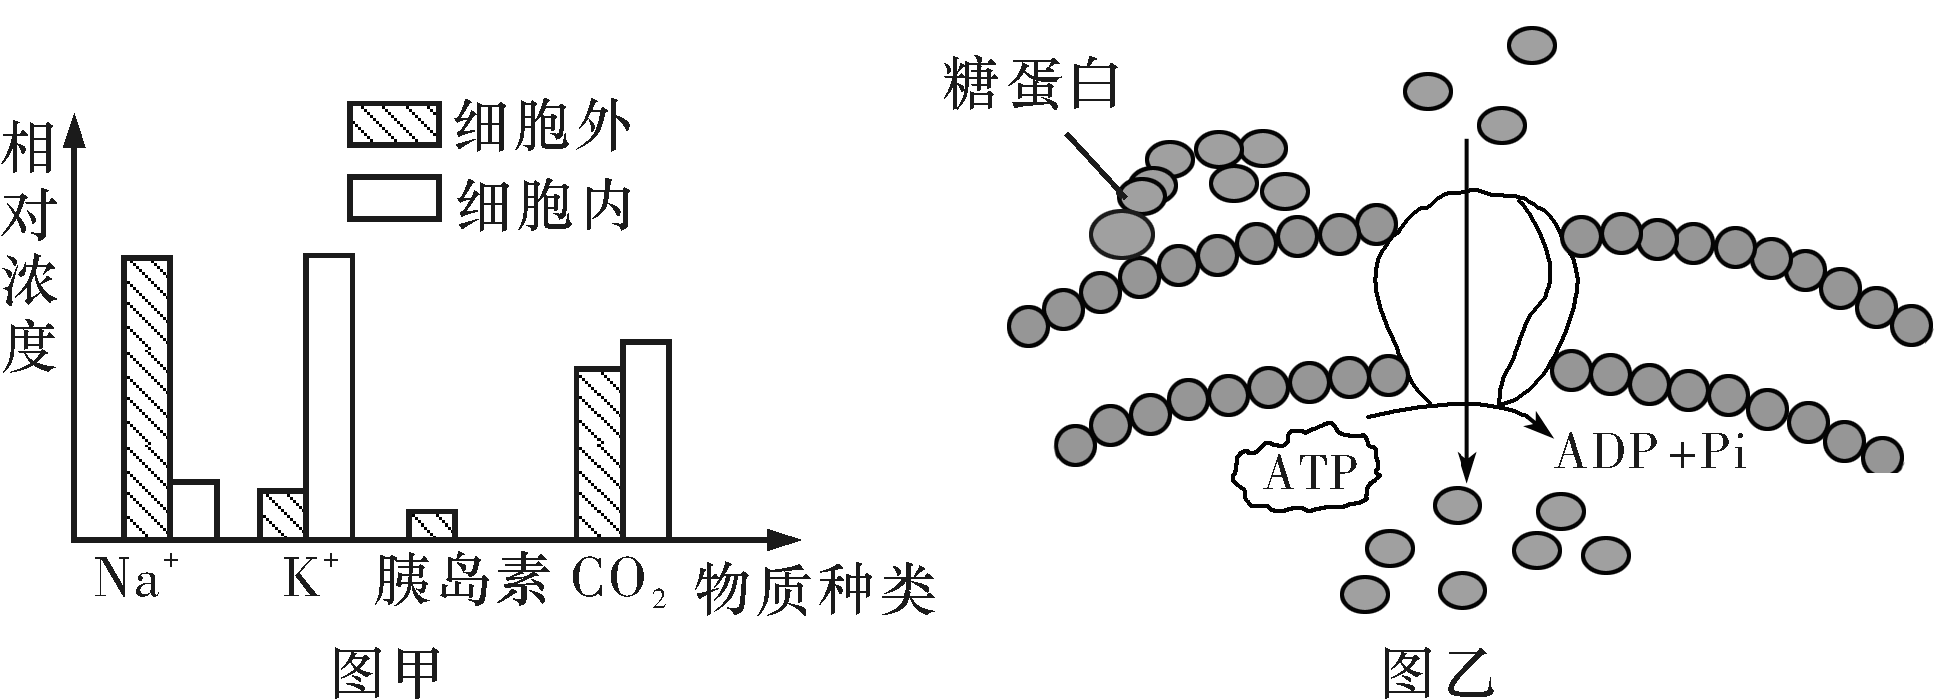 相对浓度
细胞外
细胞内
Na⁺ K⁺ 胰岛素 CO₂ 物质种类
图甲
糖蛋白
ATP
ADP+Pi
图乙